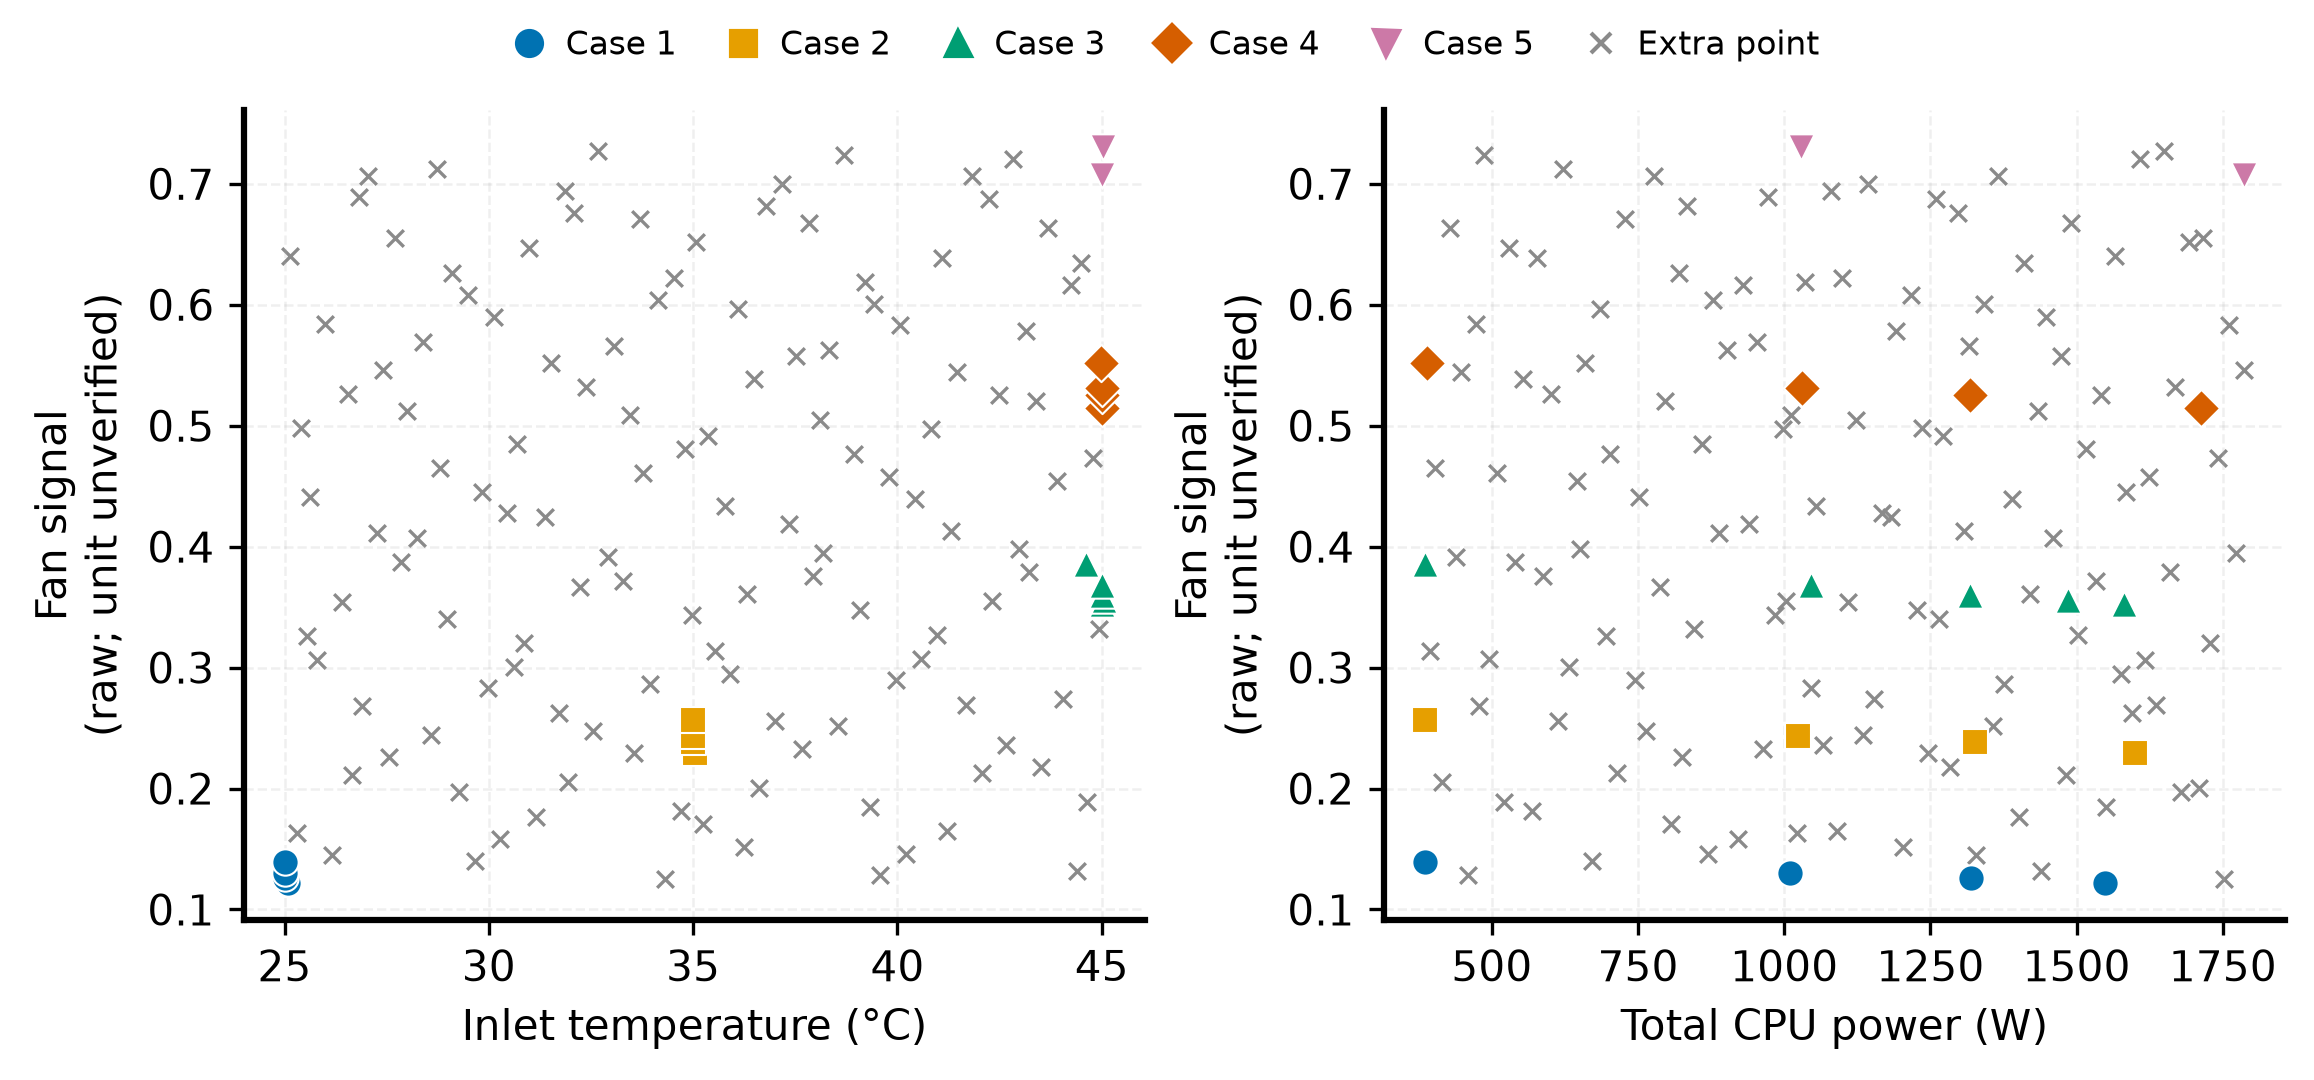 Case 1 Case 2 Case 3 Case 4 Case 5 Extra point
Fan signal
(raw; unit unverified)
0.7
0.6
0.5
0.4
0.3
0.2
0.1
25 30 35 40 45
Inlet temperature (°C)
Fan signal
(raw; unit unverified)
0.7
0.6
0.5
0.4
0.3
0.2
0.1
500 750 1000 1250 1500 1750
Total CPU power (W)